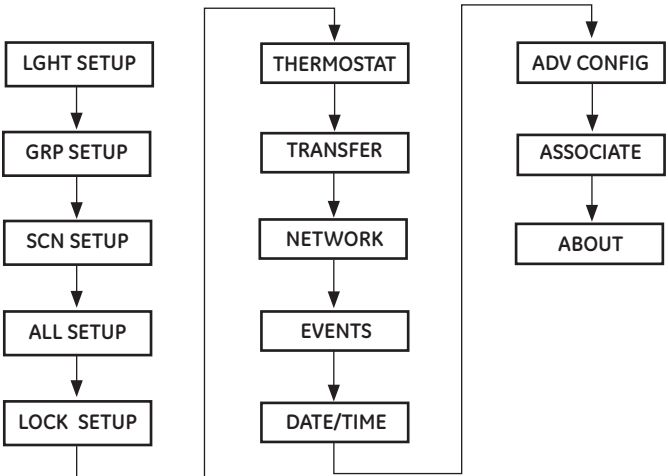 LGHT SETUP
GRP SETUP
SCN SETUP
ALL SETUP
LOCK SETUP
THERMOSTAT
TRANSFER
NETWORK
EVENTS
DATE/TIME
ADV CONFIG
ASSOCIATE
ABOUT